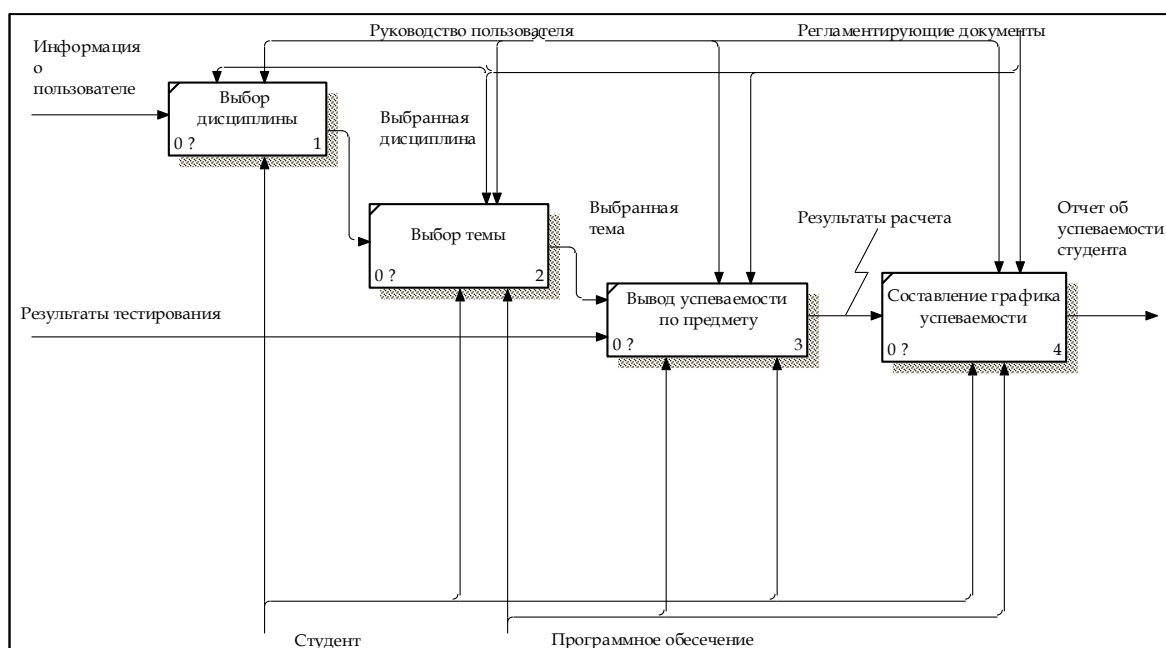 Руководство пользователя
Регламентирующие документы
Информация
о
пользователе
Выбор
дисциплины
0 ?
1
Выбранная
дисциплина
Выбор темы
0 ?
2
Выбранная
тема
Результаты расчета
Отчет об
успеваемости
студента
Результаты тестирования
Вывод успеваемости
по предмету
0 ?
3
Составление графика
успеваемости
0 ?
4
Студент
Программное обесечение